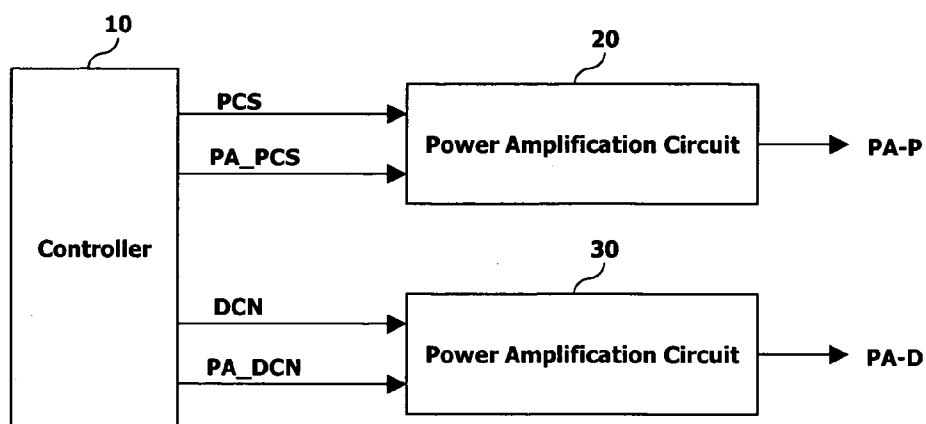 10
20
PCS
PA_PCS
Power Amplification Circuit
PA-P
Controller
30
DCN
PA_DCN
Power Amplification Circuit
PA-D